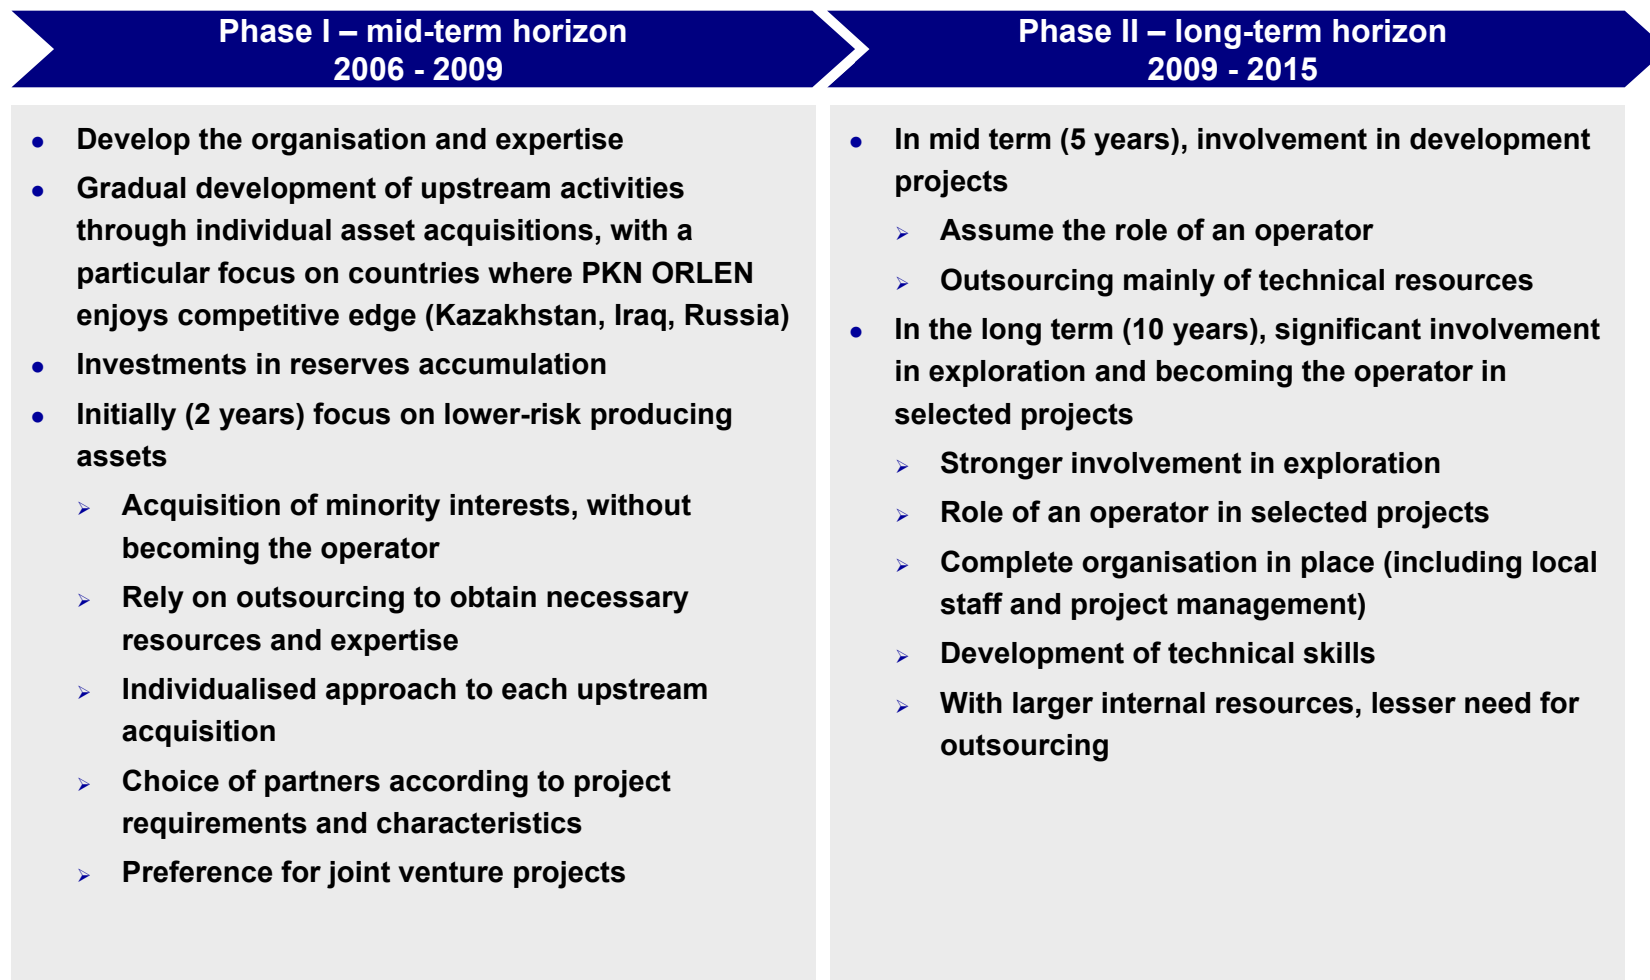 Phase I – mid-term horizon
2006 - 2009
Phase II – long-term horizon
2009 - 2015
Develop the organisation and expertise
Gradual development of upstream activities
through individual asset acquisitions, with a
particular focus on countries where PKN ORLEN
enjoys competitive edge (Kazakhstan, Iraq, Russia)
Investments in reserves accumulation
Initially (2 years) focus on lower-risk producing
assets
Acquisition of minority interests, without
becoming the operator
Rely on outsourcing to obtain necessary
resources and expertise
Individualised approach to each upstream
acquisition
Choice of partners according to project
requirements and characteristics
Preference for joint venture projects
In mid term (5 years), involvement in development
projects
Assume the role of an operator
Outsourcing mainly of technical resources
In the long term (10 years), significant involvement
in exploration and becoming the operator in
selected projects
Stronger involvement in exploration
Role of an operator in selected projects
Complete organisation in place (including local
staff and project management)
Development of technical skills
With larger internal resources, lesser need for
outsourcing